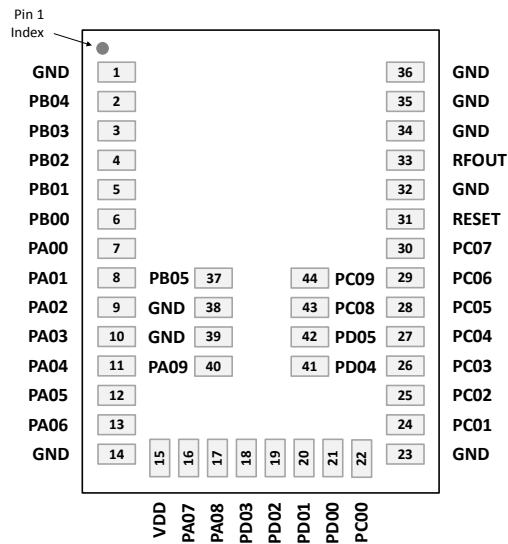 Pin 1
Index
GND 1 36 GND
PB04 2 35 GND
PB03 3 34 GND
PB02 4 33 RFOUT
PB01 5 32 GND
PB00 6 31 RESET
PA00 7 30 PC07
PA01 8 PB05 37 44 PC09 29 PC06
PA02 9 GND 38 43 PC08 28 PC05
PA03 10 GND 39 42 PD05 27 PC04
PA04 11 PA09 40 41 PD04 26 PC03
PA05 12 25 PC02
PA06 13 24 PC01
GND 14 15 16 17 18 19 20 21 22 23 GND
VDD PA07 PA08 PD03 PD02 PD01 PD00 PC00